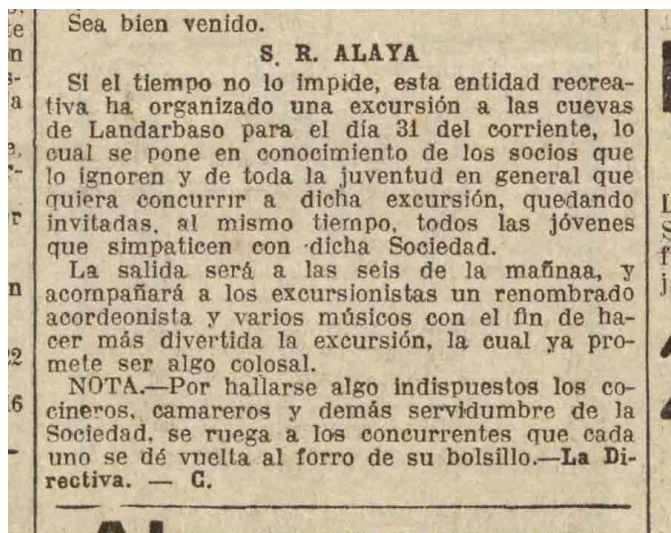 Sea bien venido.
S. R. ALAYA
Si el tiempo no lo impide, esta entidad recrea-
tiva ha organizado una excursión a las cuevas
de Landarbaso para el día 31 del corriente, lo
cual se pone en conocimiento de los socios que
lo ignoren y de toda la juventud en general que
quiera concurrir a dicha excursión, quedando
invitadas, al mismo tiempo, todos las jóvenes
que simpaticen con dicha Sociedad.
La salida será a las seis de la mañnaa, y
acompañará a los excursionistas un renombrado
acordeonista y varios músicos con el fin de ha-
cer más divertida la excursión, la cual ya pro-
mete ser algo colosal.
NOTA.—Por hallarse algo indispuestos los co-
cineros, camareros y demás servidumbre de la
Sociedad, se ruega a los concurrentes que cada
uno se dé vuelta al forro de su bolsillo.—La Di-
rectiva. — C.